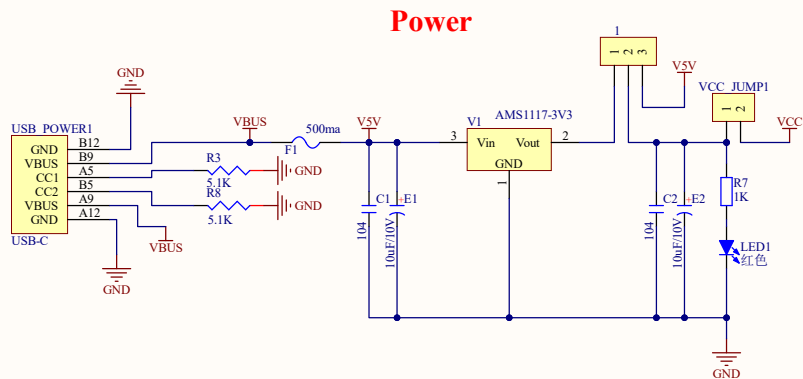 Power
1
1 2 3
V5V
VCC_JUMP1
1 2
VCC
GND
USB_POWER1
GND B12
VBUS B9
CC1 A5
CC2 B5
VBUS A9
GND A12
USB-C
VBUS
GND
VBUS
F1
500ma
R3
5.1K
GND
R8
5.1K
GND
V5V
C1
104
+E1
10uF/10V
V1
AMS1117-3V3
3 Vin Vout 2
GND
1
C2
104
+E2
10uF/10V
R7
1K
LED1
红色
GND